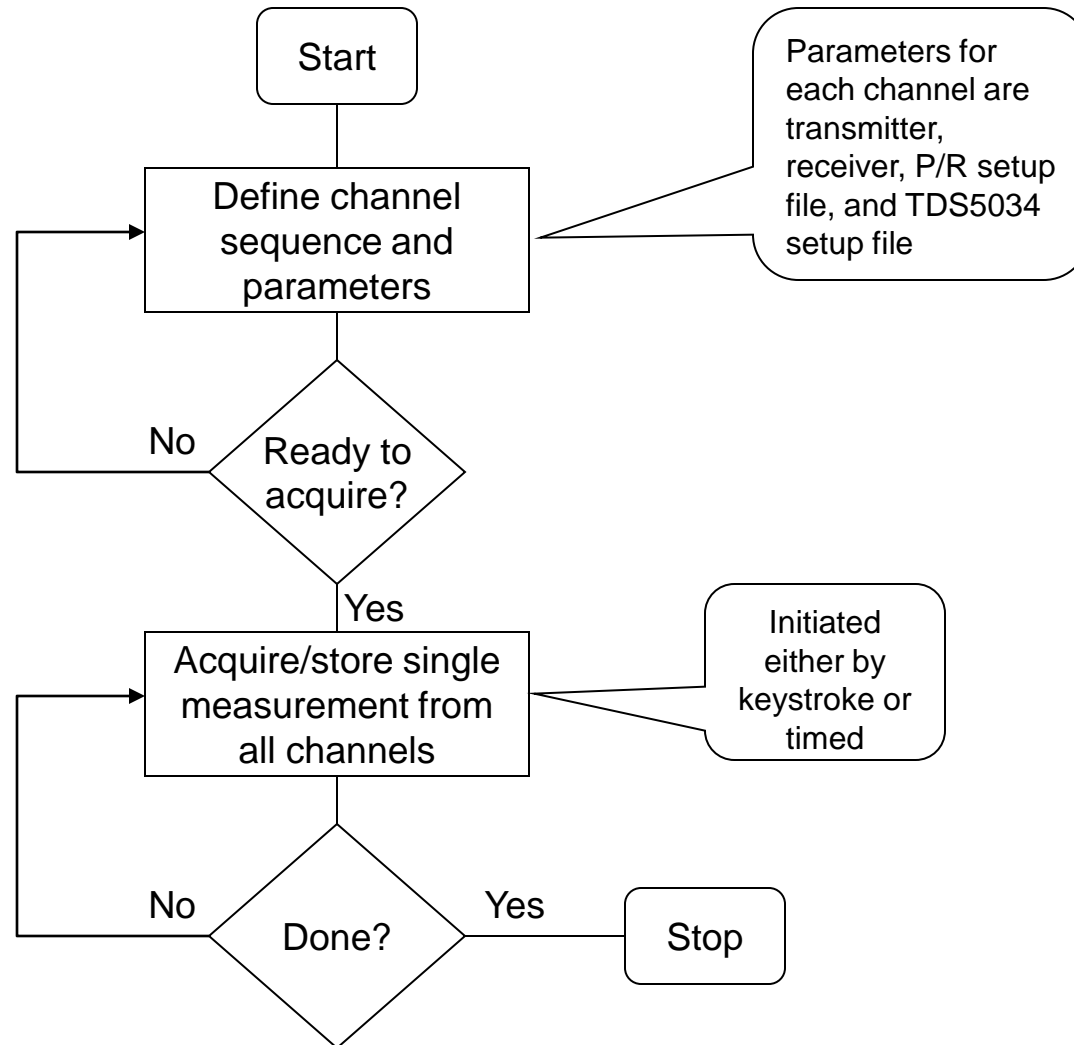 Start
Parameters for
each channel are
transmitter,
receiver, P/R setup
file, and TDS5034
setup file
Define channel
sequence and
parameters
No
Ready to
acquire?
Yes
Acquire/store single
measurement from
all channels
Initiated
either by
keystroke or
timed
No
Done?
Yes
Stop